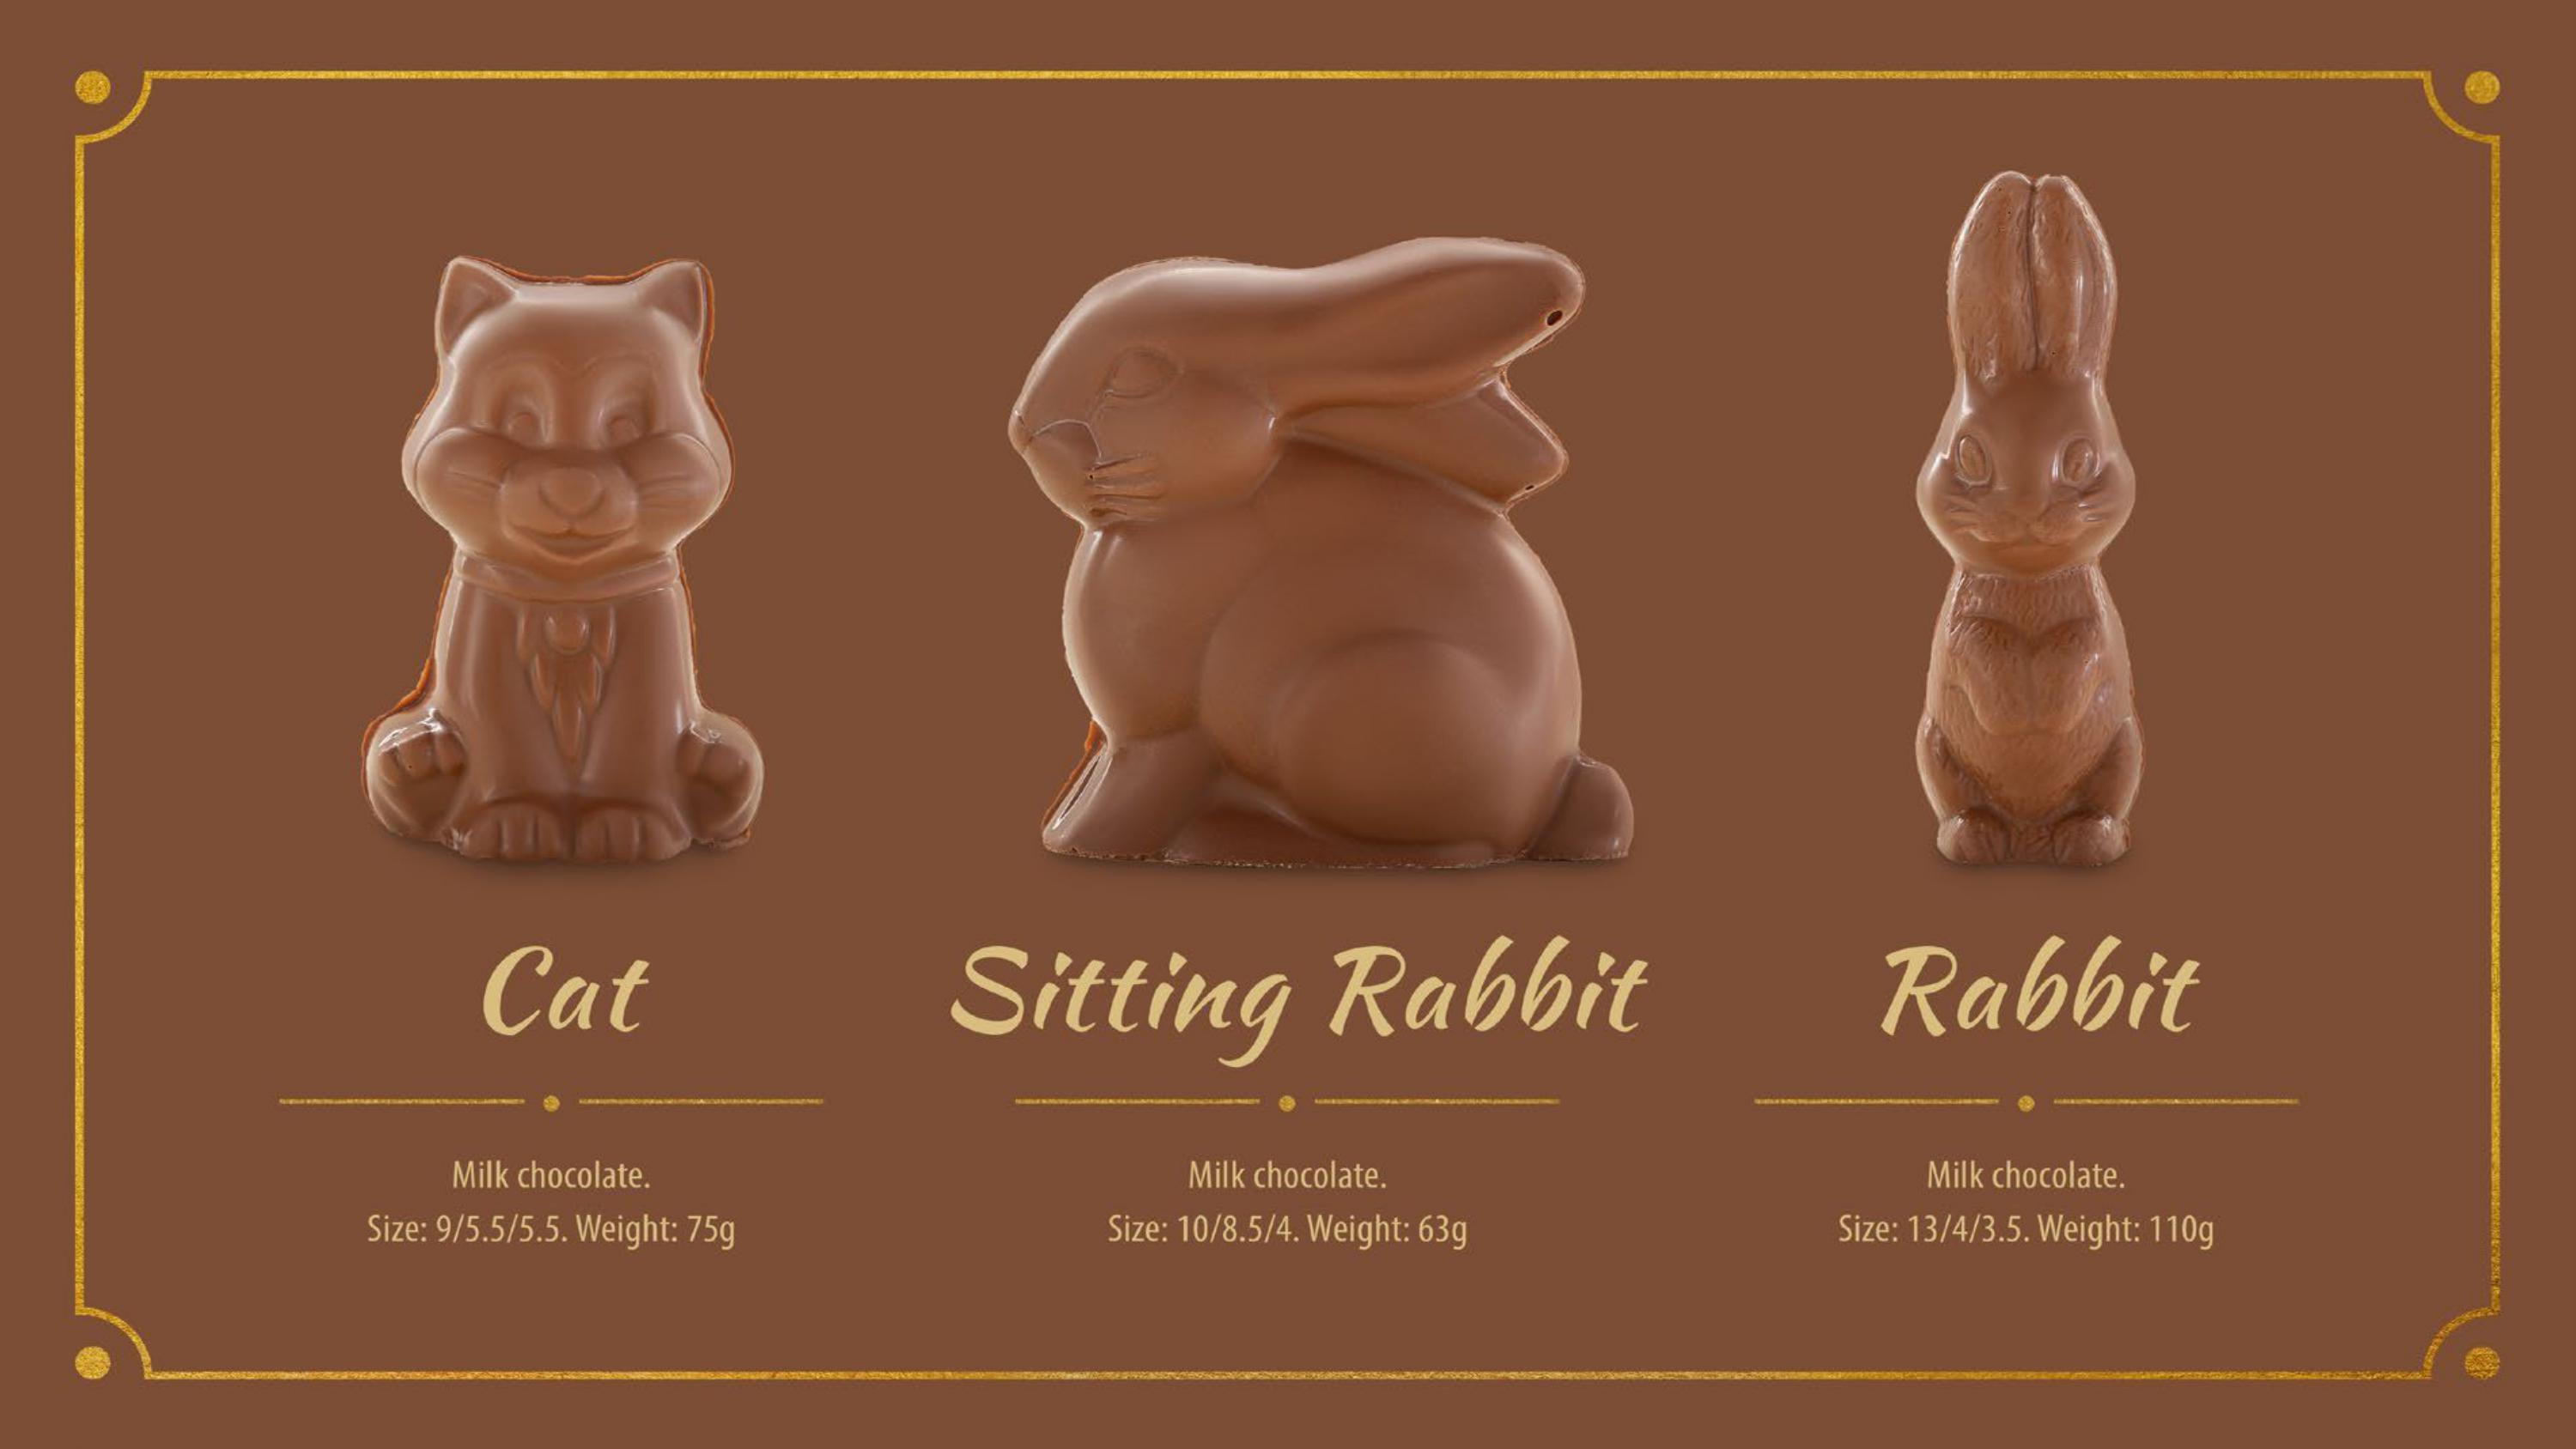 Cat
Milk chocolate.
Size: 9/5.5/5.5. Weight: 75g
Sitting Rabbit
Milk chocolate.
Size: 10/8.5/4. Weight: 63g
Rabbit
Milk chocolate.
Size: 13/4/3.5. Weight: 110g